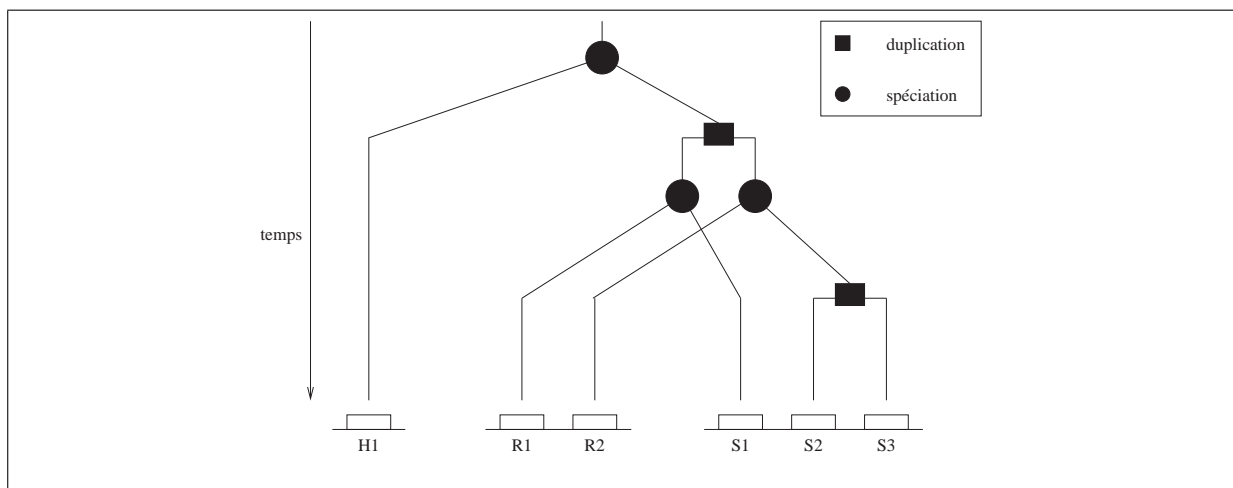 duplication
spéciation
temps
H1 R1 R2 S1 S2 S3